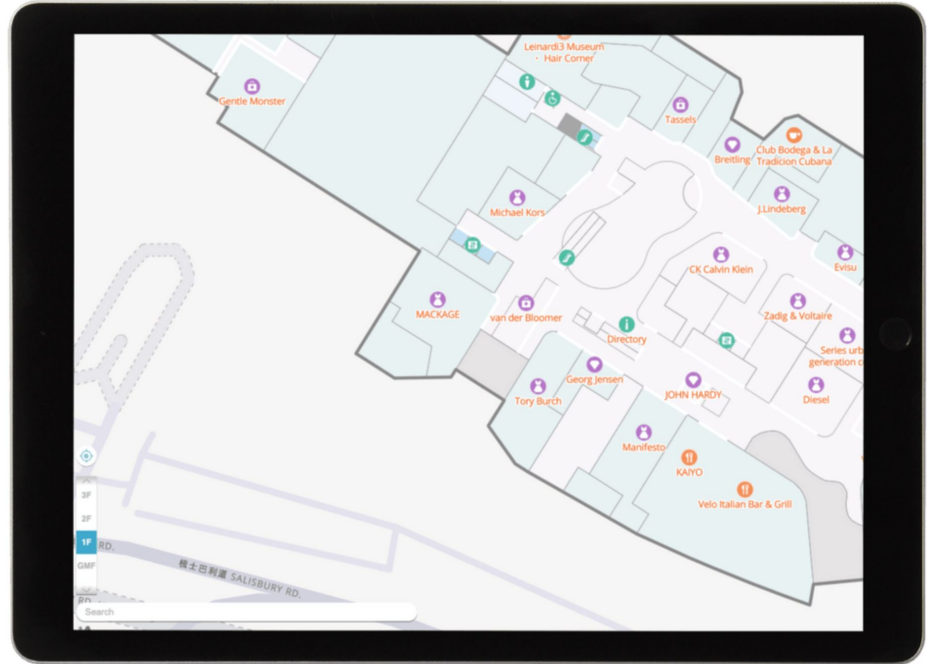 Leinardi3 Museum
· Hair Corner
Gentle Monster
Tassels
Breitling
Club Bodega & La
Tradicion Cubana
Michael Kors
J.Lindeberg
Evisu
CK Calvin Klein
MACKAGE
van der Bloomer
Zadig & Voltaire
Directory
Series urb
generation c
Georg Jensen
Tory Burch
JOHN HARDY
Diesel
Manifesto
KAIYO
Velo Italian Bar & Grill
3F
2F
1F
GMF
RD.
梳士巴利道 SALISBURY RD.
RD.
Search